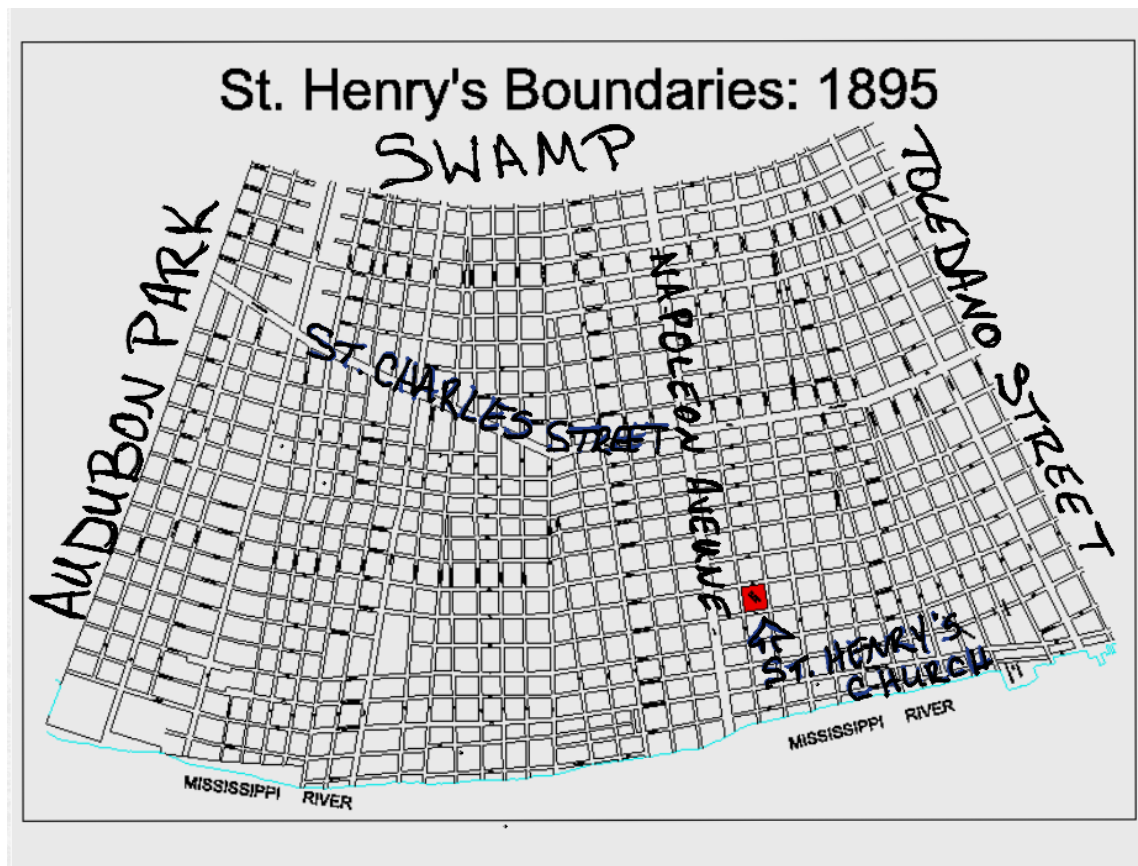 St. Henry's Boundaries: 1895
SWAMP
TOLEDANO STREET
AUDUBON PARK
NAPOLEON AVEUNE
ST. CHARLES STREET
ST. HENRY'S
CHURCH
MISSISSIPPI RIVER
MISSISSIPPI RIVER